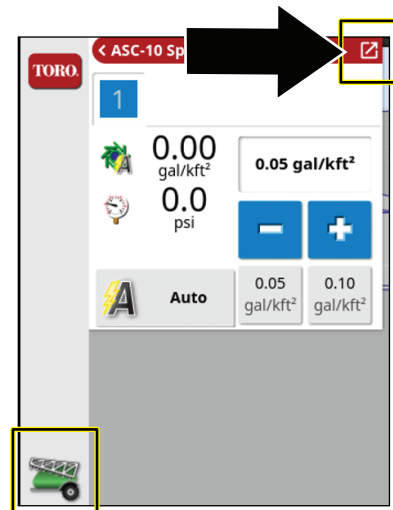 TORO.
< ASC-10 Sp
1
0.00
gal/kft²
0.0
psi
0.05 gal/kft²
A Auto
0.05
gal/kft²
0.10
gal/kft²